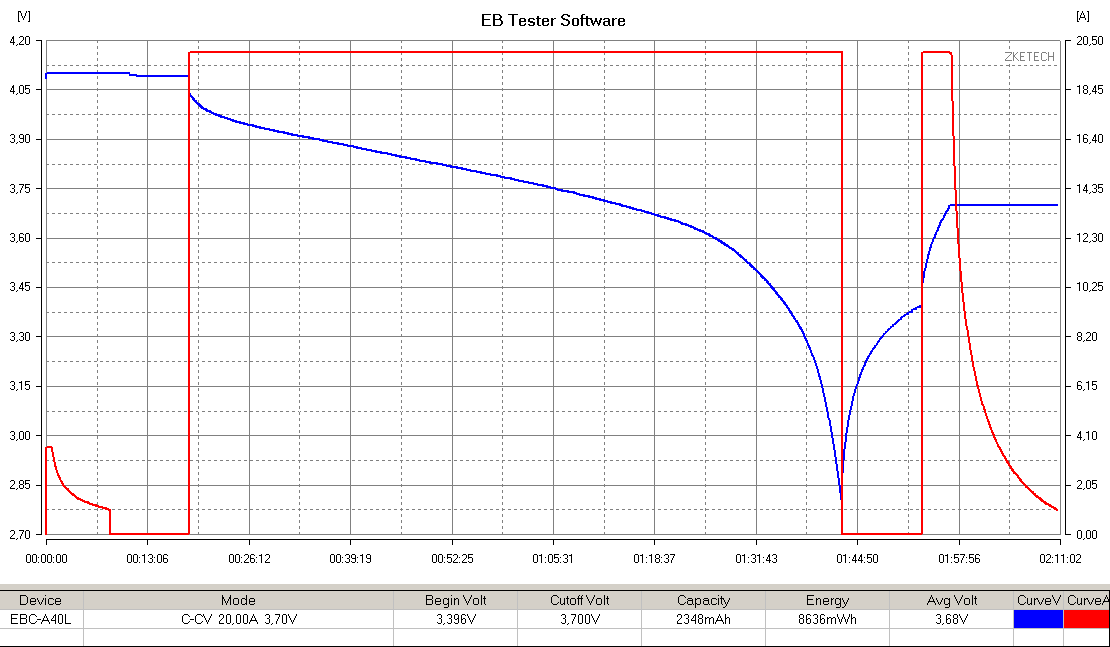 [V] EB Tester Software [A]
4,20 20,50
ZKETECH
4,05 18,45
3,90 16,40
3,75 14,35
3,60 12,30
3,45 10,25
3,30 8,20
3,15 6,15
3,00 4,10
2,85 2,05
2,70 0,00
00:00:00 00:13:06 00:26:12 00:39:19 00:52:25 01:05:31 01:18:37 01:31:43 01:44:50 01:57:56 02:11:02
Device Mode Begin Volt Cutoff Volt Capacity Energy Avg Volt CurveV CurveA
EBC-A40L C-CV 20,00A 3,70V 3,396V 3,700V 2348mAh 8636mWh 3,68V